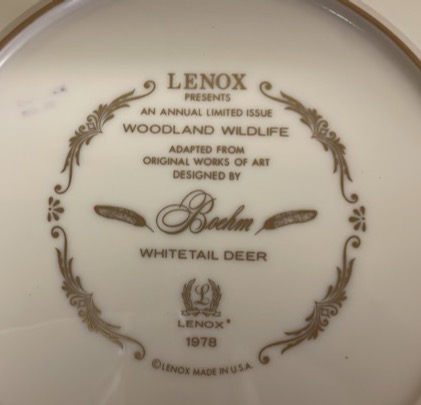 LENOX
PRESENTS
AN ANNUAL LIMITED ISSUE
WOODLAND WILDLIFE
ADAPTED FROM
ORIGINAL WORKS OF ART
DESIGNED BY
Boehm
WHITETAIL DEER
L
LENOX®
1978
©LENOX MADE IN U.S.A.